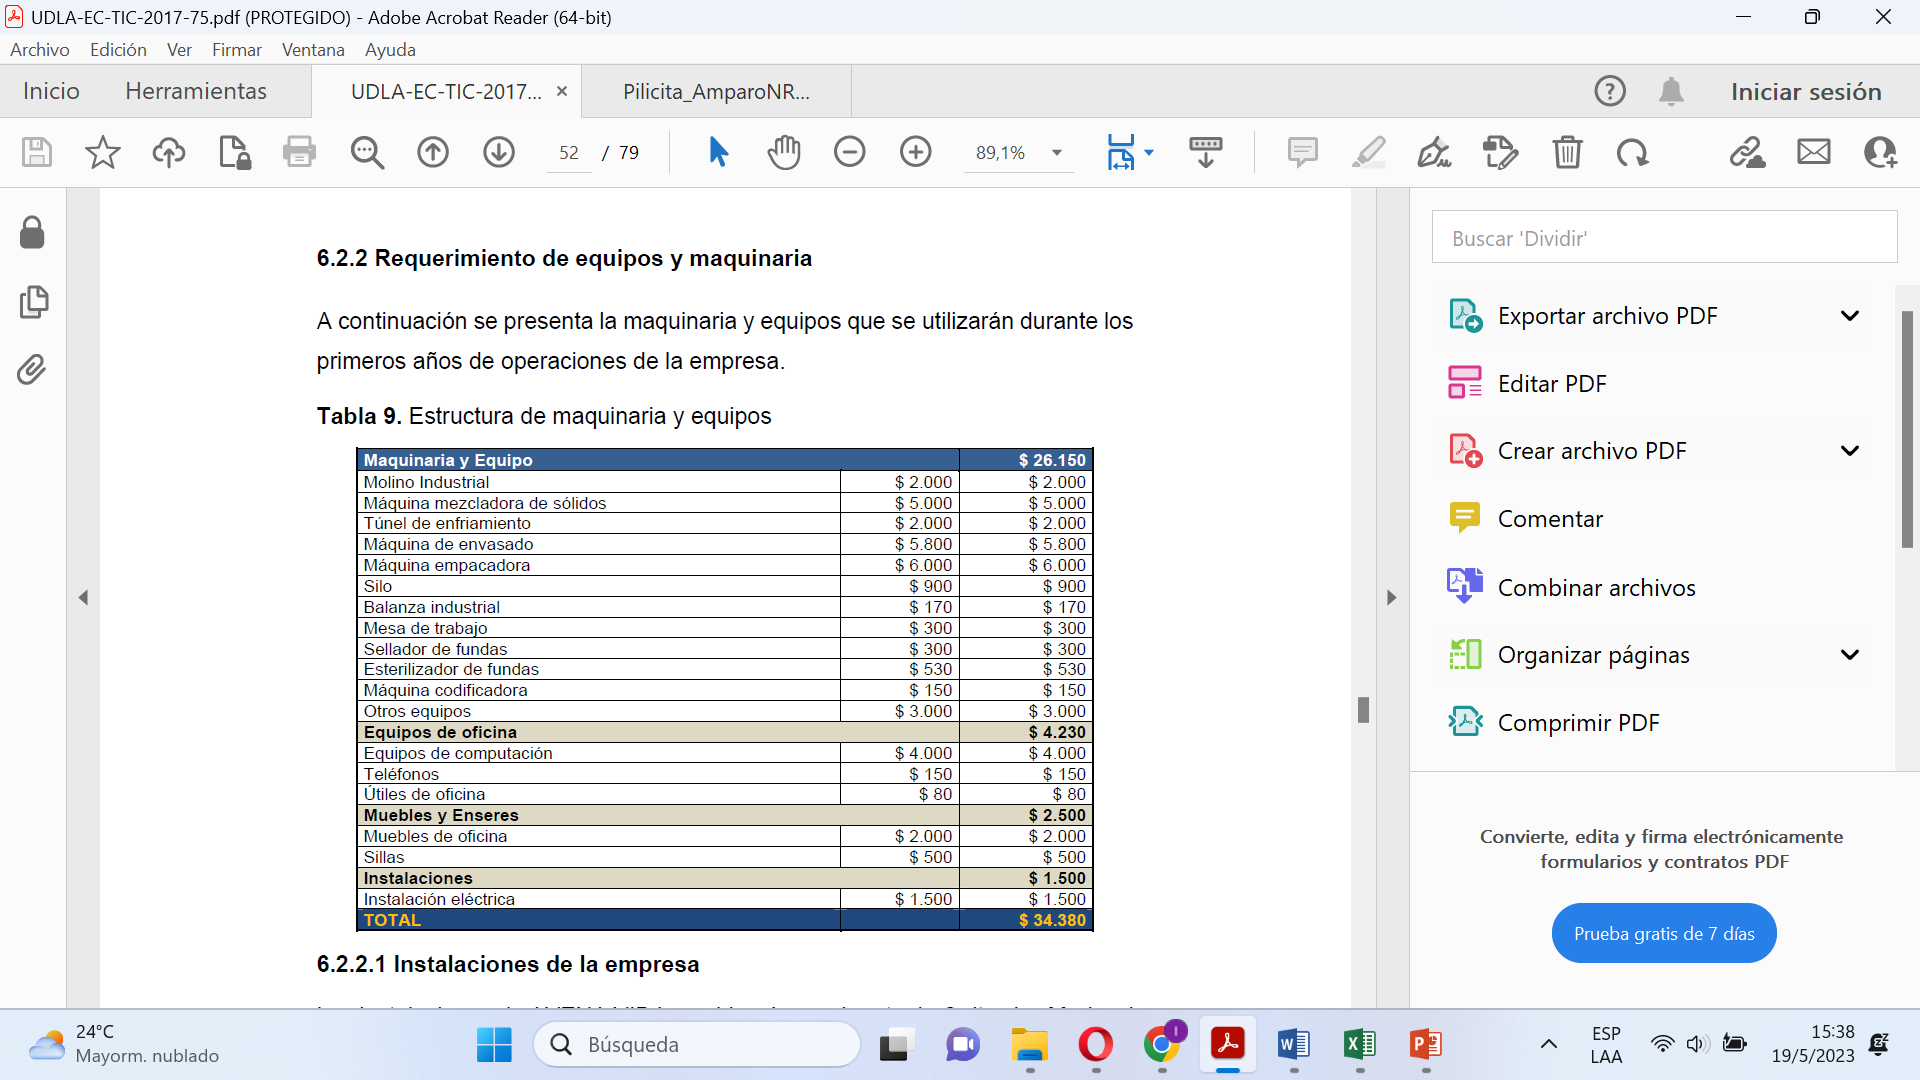 UDLA-EC-TIC-2017-75.pdf (PROTEGIDO) - Adobe Acrobat Reader (64-bit)
Archivo Edición Ver Firmar Ventana Ayuda
Inicio Herramientas UDLA-EC-TIC-2017... × Pilicita_AmparoNR... Iniciar sesión
52 / 79 89,1%
6.2.2 Requerimiento de equipos y maquinaria
A continuación se presenta la maquinaria y equipos que se utilizarán durante los
primeros años de operaciones de la empresa.
Tabla 9. Estructura de maquinaria y equipos
Maquinaria y Equipo $ 26.150
Molino Industrial $ 2.000 $ 2.000
Máquina mezcladora de sólidos $ 5.000 $ 5.000
Túnel de enfriamiento $ 2.000 $ 2.000
Máquina de envasado $ 5.800 $ 5.800
Máquina empacadora $ 6.000 $ 6.000
Silo $ 900 $ 900
Balanza industrial $ 170 $ 170
Mesa de trabajo $ 300 $ 300
Sellador de fundas $ 300 $ 300
Esterilizador de fundas $ 530 $ 530
Máquina codificadora $ 150 $ 150
Otros equipos $ 3.000 $ 3.000
Equipos de oficina $ 4.230
Equipos de computación $ 4.000 $ 4.000
Teléfonos $ 150 $ 150
Útiles de oficina $ 80 $ 80
Muebles y Enseres $ 2.500
Muebles de oficina $ 2.000 $ 2.000
Sillas $ 500 $ 500
Instalaciones $ 1.500
Instalación eléctrica $ 1.500 $ 1.500
TOTAL $ 34.380
6.2.2.1 Instalaciones de la empresa
Buscar 'Dividir'
Exportar archivo PDF
Editar PDF
Crear archivo PDF
Comentar
Combinar archivos
Organizar páginas
Comprimir PDF
Convierte, edita y firma electrónicamente
formularios y contratos PDF
Prueba gratis de 7 días
24°C
Mayorm. nublado
Búsqueda
I
ESP
LAA
15:38
19/5/2023